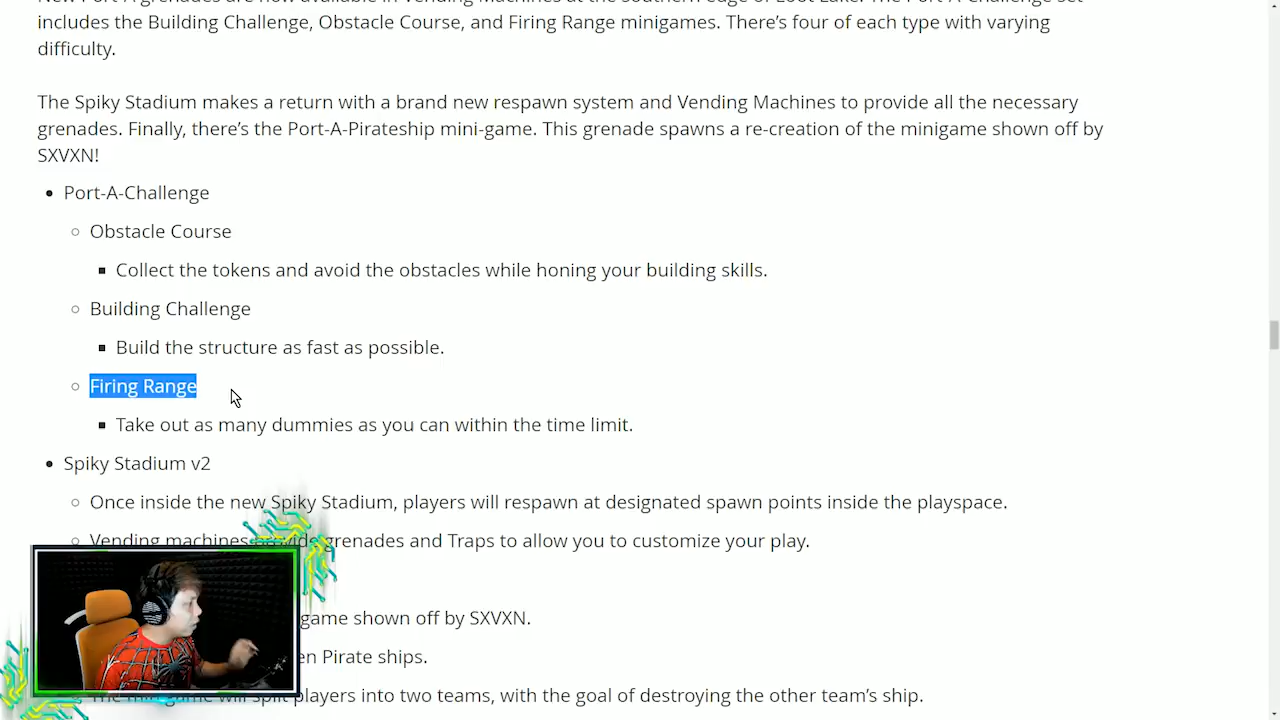 includes the Building Challenge, Obstacle Course, and Firing Range minigames. There’s four of each type with varying
difficulty.
The Spiky Stadium makes a return with a brand new respawn system and Vending Machines to provide all the necessary
grenades. Finally, there’s the Port-A-Pirateship mini-game. This grenade spawns a re-creation of the minigame shown off by
SXVXN!
Port-A-Challenge
Obstacle Course
Collect the tokens and avoid the obstacles while honing your building skills.
Building Challenge
Build the structure as fast as possible.
Firing Range
Take out as many dummies as you can within the time limit.
Spiky Stadium v2
Once inside the new Spiky Stadium, players will respawn at designated spawn points inside the playspace.
Vending machines provide grenades and Traps to allow you to customize your play.
game shown off by SXVXN.
Pirate ships.
will split players into two teams, with the goal of destroying the other team’s ship.